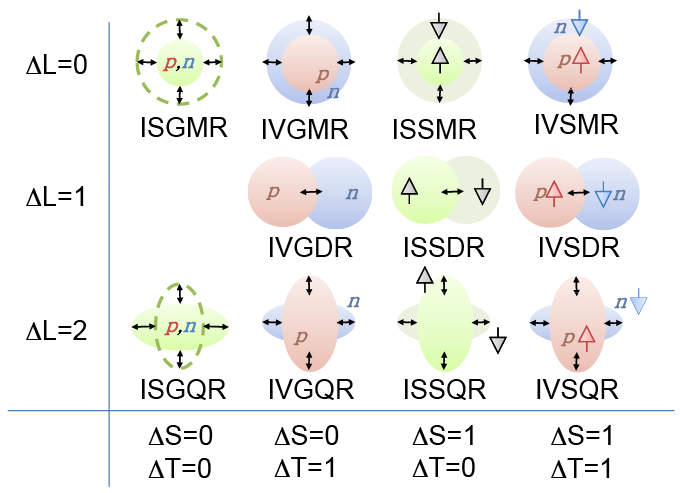 ΔL=0
p,n
p
n
n
p
ISGMR
IVGMR
ISSMR
IVSMR
ΔL=1
p
n
p
n
IVGDR
ISSDR
IVSDR
ΔL=2
p,n
p
n
p
n
ISGQR
IVGQR
ISSQR
IVSQR
ΔS=0
ΔS=0
ΔS=1
ΔS=1
ΔT=0
ΔT=1
ΔT=0
ΔT=1